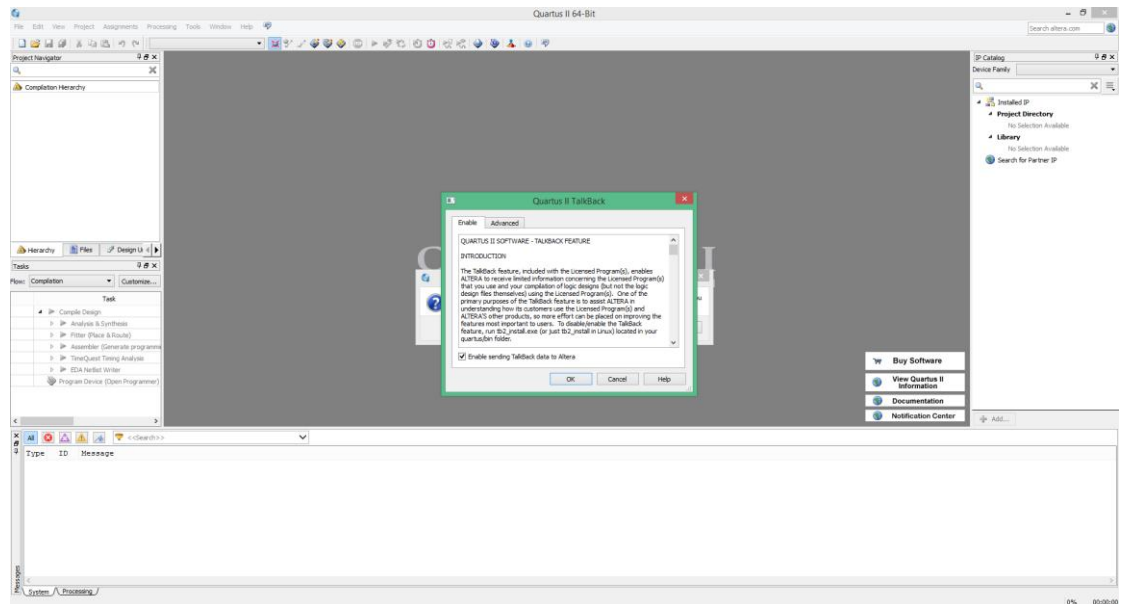 Quartus II 64-Bit
File Edit View Project Assignments Processing Tools Window Help
Search altera.com
Project Navigator
Compilation Hierarchy
Hierarchy Files Design U
Tasks
Flow: Compilation Customize...
Task
Compile Design
Analysis & Synthesis
Fitter (Place & Route)
Assembler (Generate programmi
TimeQuest Timing Analysis
EDA Netlist Writer
Program Device (Open Programmer)
Quartus II TalkBack
Enable Advanced
QUARTUS II SOFTWARE - TALKBACK FEATURE
INTRODUCTION
The TalkBack feature, included with the Licensed Program(s), enables
ALTERA to receive limited information concerning the Licensed Program(s)
that you use and your compilation of logic designs (but not the logic
design files themselves) using the Licensed Program(s). One of the
primary purposes of the TalkBack feature is to assist ALTERA in
understanding how its customers use the Licensed Program(s) and
ALTERA'S other products, so more effort can be placed on improving the
features most important to users. To disable/enable the TalkBack
feature, run tb2_install.exe (or just tb2_install in Linux) located in your
quartus/bin folder.
Enable sending TalkBack data to Altera
OK Cancel Help
IP Catalog
Device Family
Installed IP
Project Directory
No Selection Available
Library
No Selection Available
Search for Partner IP
Buy Software
View Quartus II
Information
Documentation
Notification Center
Add...
All <<Search>>
Type ID Message
Messages
System Processing
0% 00:00:00